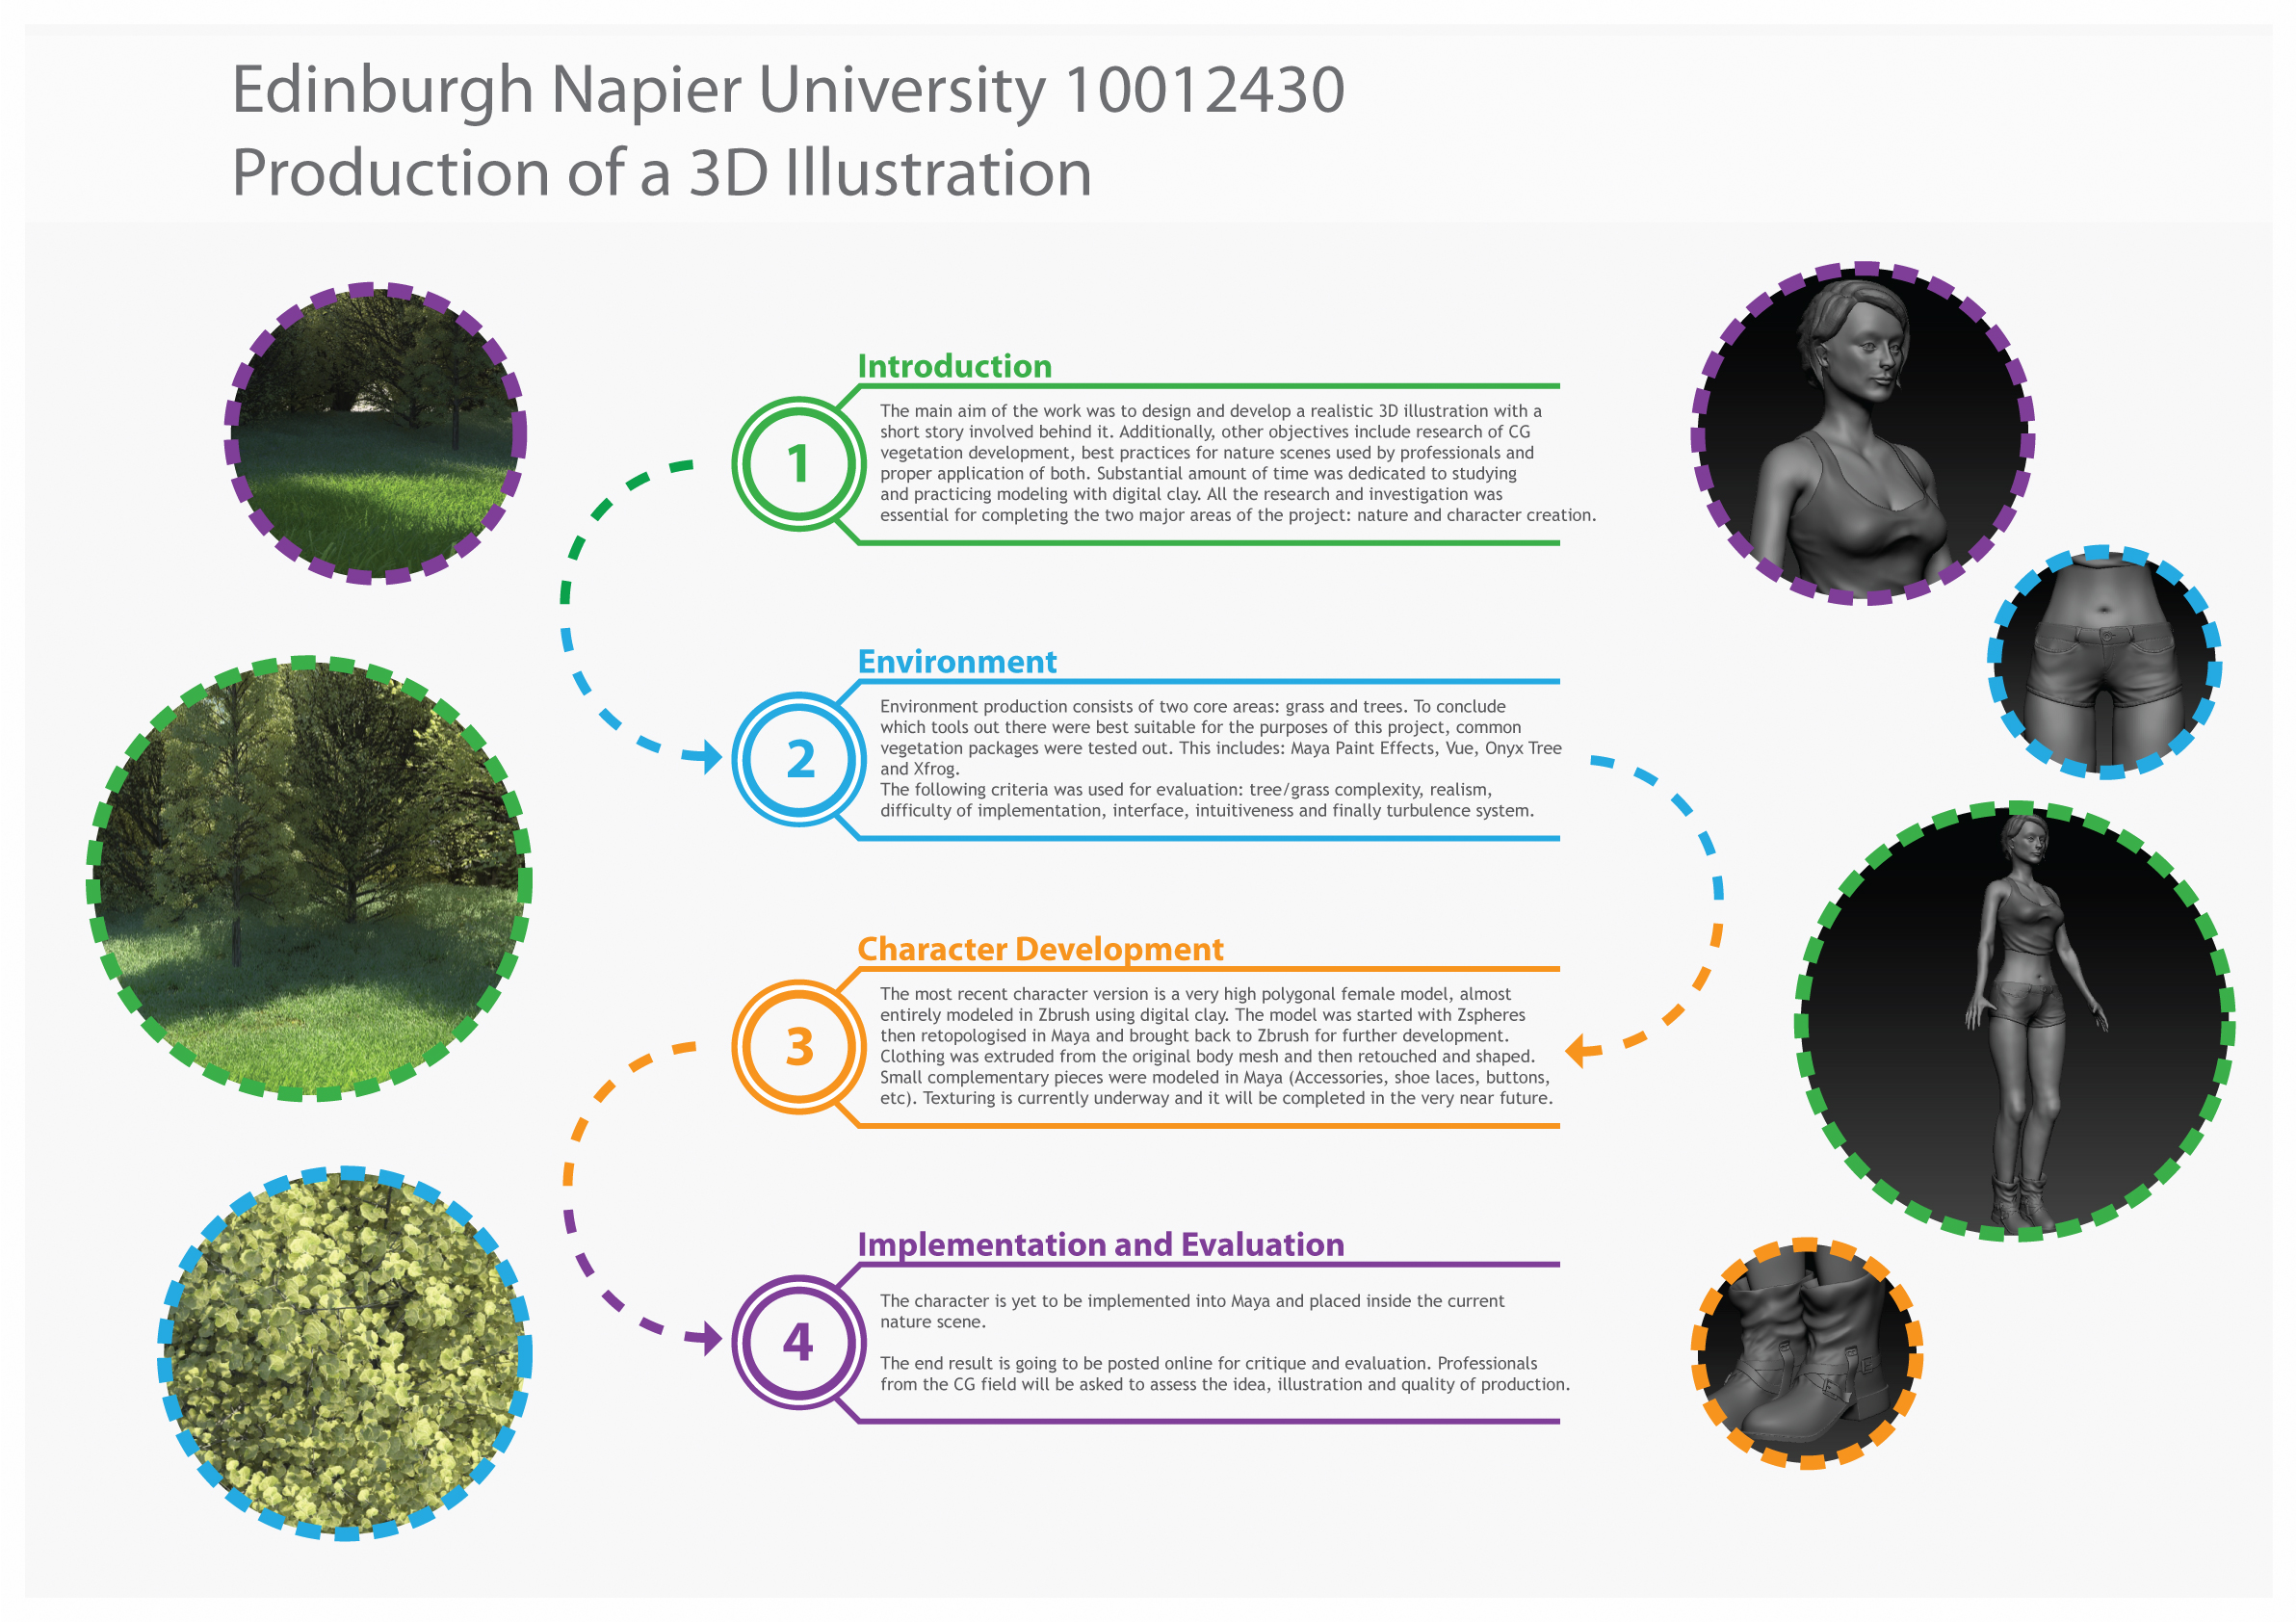 Edinburgh Napier University 10012430
Production of a 3D Illustration
Introduction
1
The main aim of the work was to design and develop a realistic 3D illustration with a
short story involved behind it. Additionally, other objectives include research of CG
vegetation development, best practices for nature scenes used by professionals and
proper application of both. Substantial amount of time was dedicated to studying
and practicing modeling with digital clay. All the research and investigation was
essential for completing the two major areas of the project: nature and character creation.
Environment
2
Environment production consists of two core areas: grass and trees. To conclude
which tools out there were best suitable for the purposes of this project, common
vegetation packages were tested out. This includes: Maya Paint Effects, Vue, Onyx Tree
and Xfrog.
The following criteria was used for evaluation: tree/grass complexity, realism,
difficulty of implementation, interface, intuitiveness and finally turbulence system.
Character Development
3
The most recent character version is a very high polygonal female model, almost
entirely modeled in Zbrush using digital clay. The model was started with Zspheres
then retopologised in Maya and brought back to Zbrush for further development.
Clothing was extruded from the original body mesh and then retouched and shaped.
Small complementary pieces were modeled in Maya (Accessories, shoe laces, buttons,
etc). Texturing is currently underway and it will be completed in the very near future.
Implementation and Evaluation
4
The character is yet to be implemented into Maya and placed inside the current
nature scene.
The end result is going to be posted online for critique and evaluation. Professionals
from the CG field will be asked to assess the idea, illustration and quality of production.